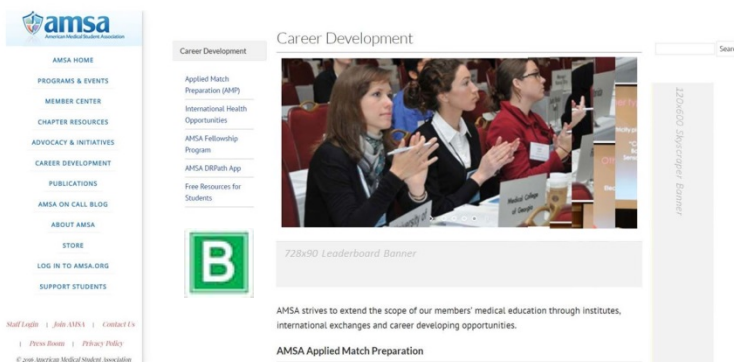 amsa
American Medical Student Association
AMSA HOME
PROGRAMS & EVENTS
MEMBER CENTER
CHAPTER RESOURCES
ADVOCACY & INITIATIVES
CAREER DEVELOPMENT
PUBLICATIONS
AMSA ON CALL BLOG
ABOUT AMSA
STORE
LOG IN TO AMSA.ORG
SUPPORT STUDENTS
Staff Login | Join AMSA | Contact Us
| Press Room | Privacy Policy
© 2016 American Medical Student Association
Career Development
Applied Match
Preparation (AMP)
International Health
Opportunities
AMSA Fellowship
Program
AMSA DRPath App
Free Resources for
Students
B
Career Development
University of
Medical College
of Georgia
728x90 Leaderboard Banner
AMSA strives to extend the scope of our members' medical education through institutes,
international exchanges and career developing opportunities.
AMSA Applied Match Preparation
Sear
120x600 Skyscraper Banner